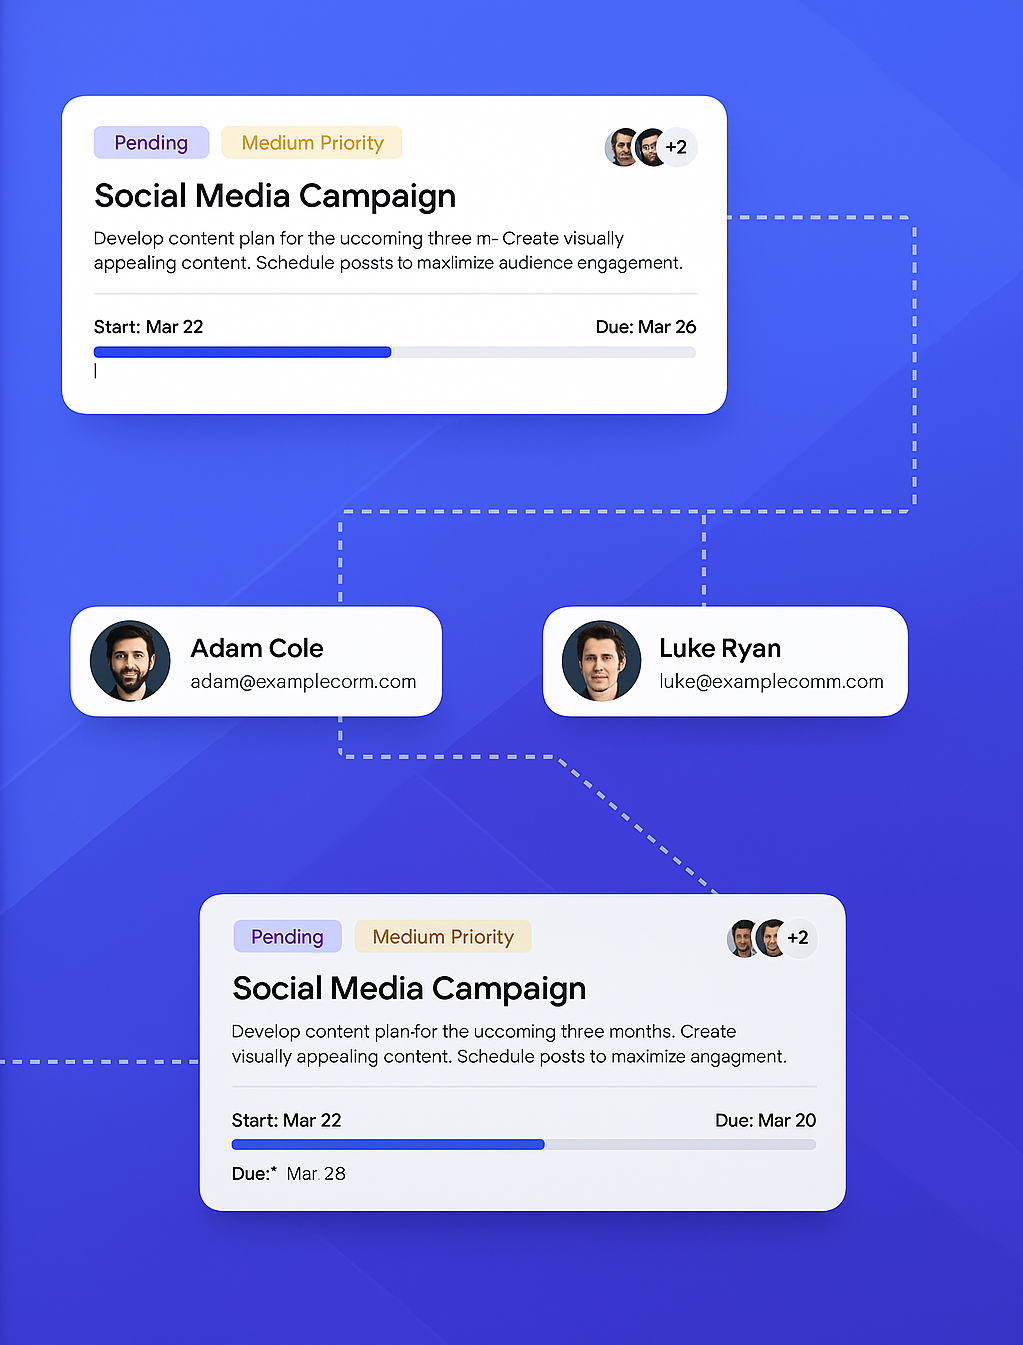 Pending
Medium Priority
+2
Social Media Campaign
Develop content plan for the uccoming three m- Create visually
appealing content. Schedule possts to maxlimize audience engagement.
Start: Mar 22
Due: Mar 26
Adam Cole
adam@examplecorm.com
Luke Ryan
luke@examplecomm.com
Pending
Medium Priority
+2
Social Media Campaign
Develop content plan-for the uccoming three months. Create
visually appealing content. Schedule posts to maximize angagment.
Start: Mar 22
Due: Mar 20
Due:* Mar. 28